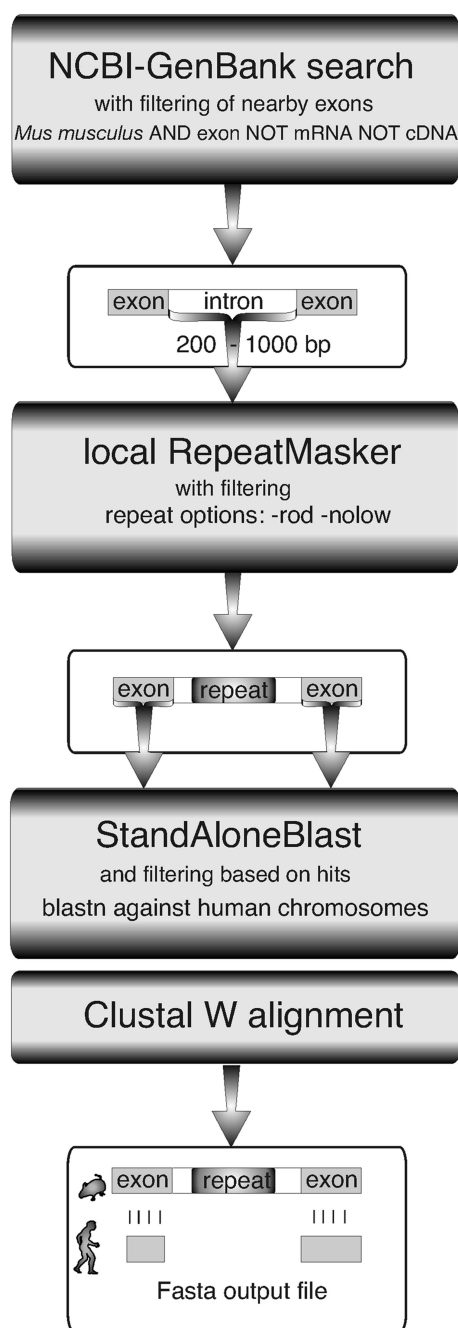 NCBI-GenBank search
with filtering of nearby exons
Mus musculus AND exon NOT mRNA NOT cDNA
exon intron exon
200 - 1000 bp
local RepeatMasker
with filtering
repeat options: -rod -nolow
exon repeat exon
StandAloneBlast
and filtering based on hits
blastn against human chromosomes
Clustal W alignment
exon repeat exon
Fasta output file